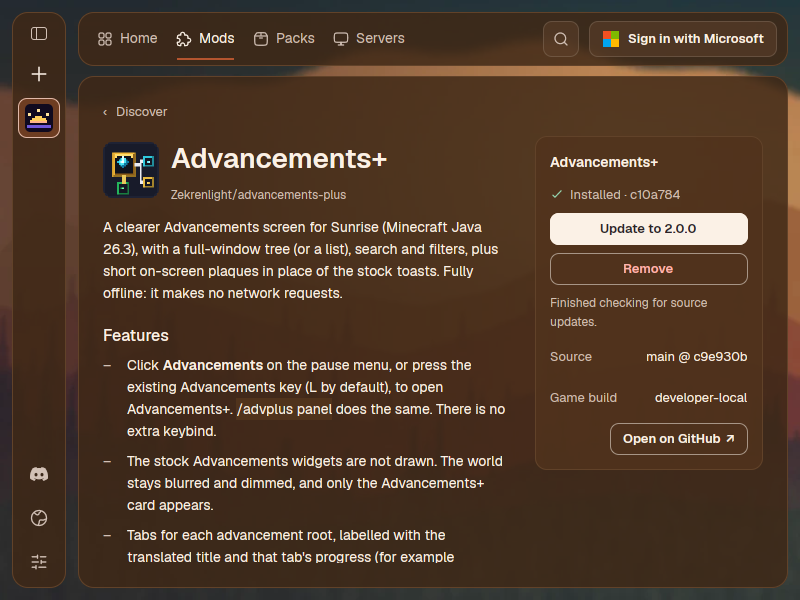 Home
Mods
Packs
Servers
Sign in with Microsoft
‹ Discover
Advancements+
Zekrenlight/advancements-plus
A clearer Advancements screen for Sunrise (Minecraft Java
26.3), with a full-window tree (or a list), search and filters, plus
short on-screen plaques in place of the stock toasts. Fully
offline: it makes no network requests.
Features
– Click Advancements on the pause menu, or press the
existing Advancements key (L by default), to open
Advancements+. /advplus panel does the same. There is no
extra keybind.
– The stock Advancements widgets are not drawn. The world
stays blurred and dimmed, and only the Advancements+
card appears.
– Tabs for each advancement root, labelled with the
translated title and that tab's progress (for example
Advancements+
Installed · c10a784
Update to 2.0.0
Remove
Finished checking for source
updates.
Source main @ c9e930b
Game build developer-local
Open on GitHub ↗